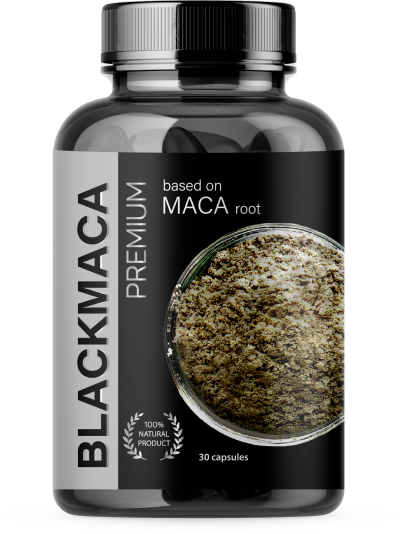 BLACKMACA
PREMIUM
based on
MACA root
100%
NATURAL
PRODUCT
30 capsules